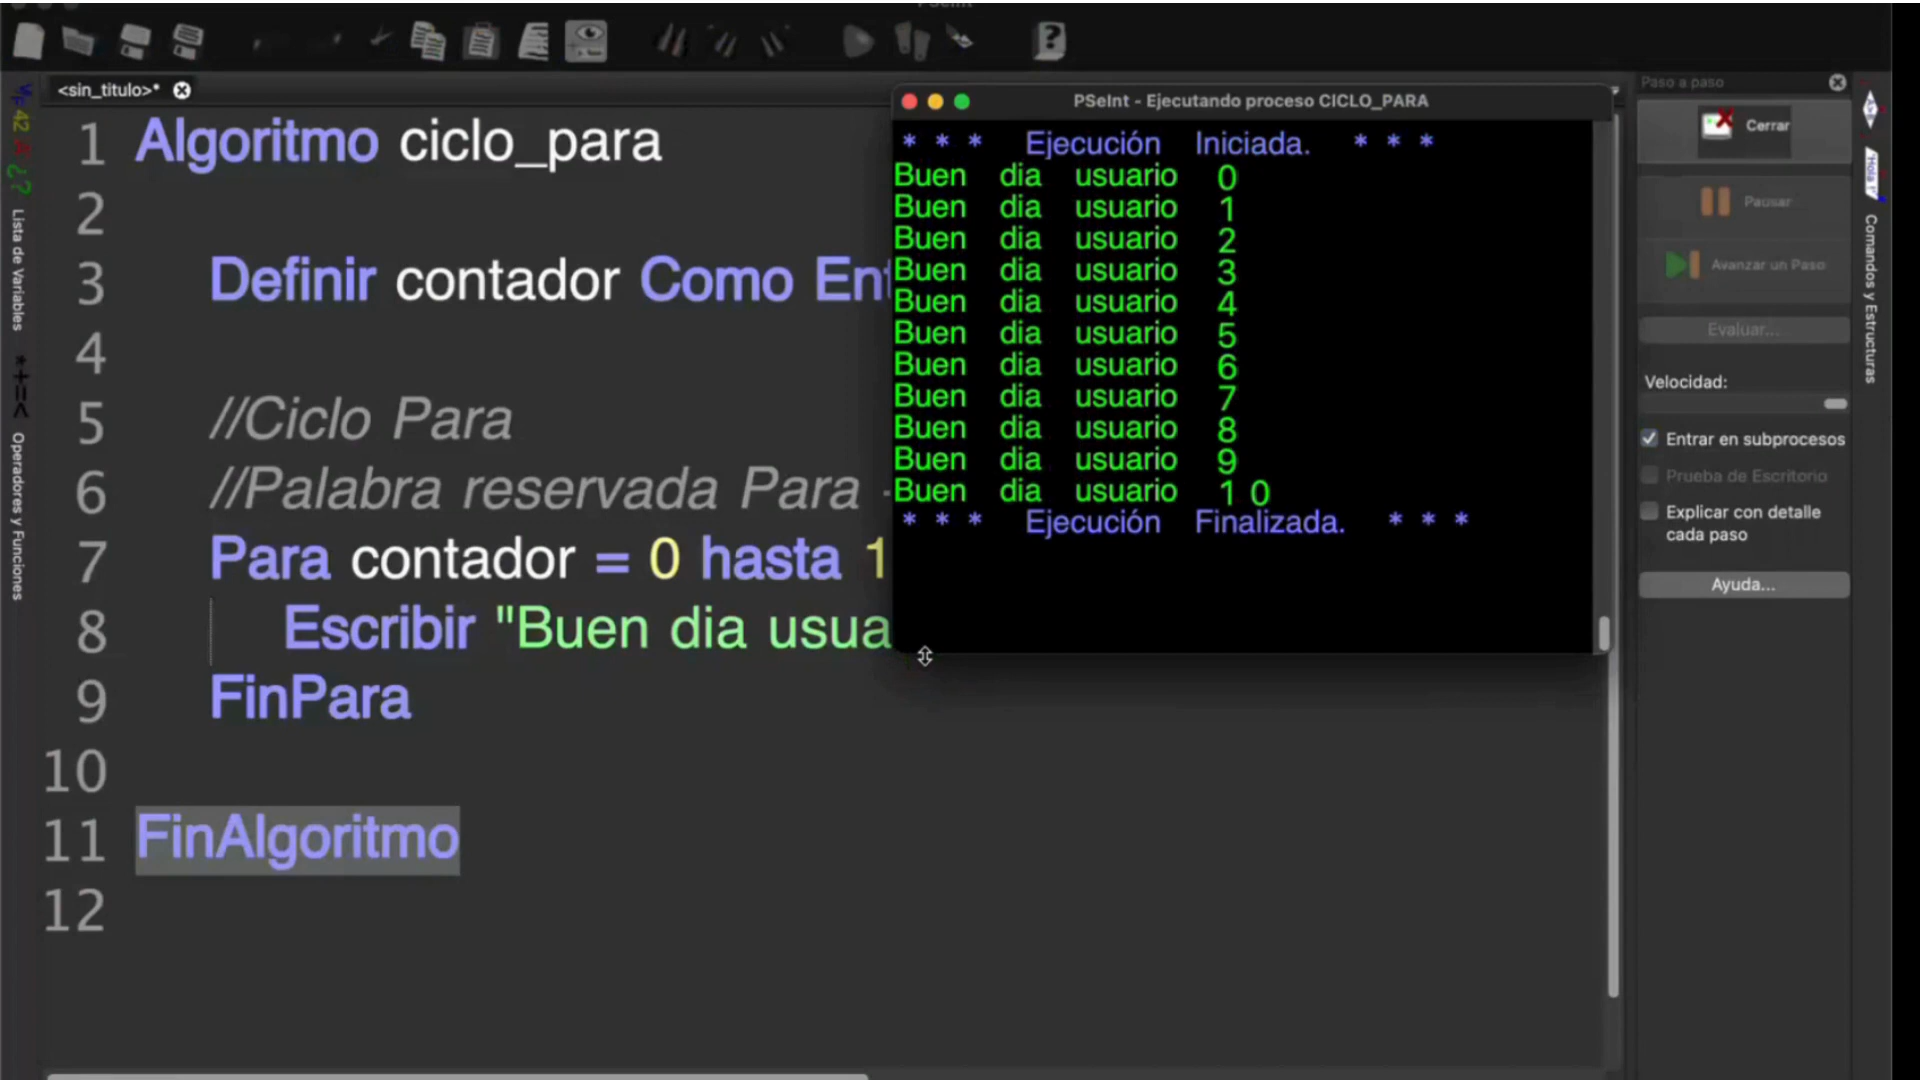 PSeInt
<sin_titulo>*
1 Algoritmo ciclo_para
2
3 Definir contador Como Ent
4
5 //Ciclo Para
6 //Palabra reservada Para -
7 Para contador = 0 hasta 1
8 Escribir "Buen dia usua
9 FinPara
10
11 FinAlgoritmo
12
PSeInt - Ejecutando proceso CICLO_PARA
* * * Ejecución Iniciada. * * *
Buen dia usuario 0
Buen dia usuario 1
Buen dia usuario 2
Buen dia usuario 3
Buen dia usuario 4
Buen dia usuario 5
Buen dia usuario 6
Buen dia usuario 7
Buen dia usuario 8
Buen dia usuario 9
Buen dia usuario 10
* * * Ejecución Finalizada. * * *
Paso a paso
Cerrar
Pausar
Avanzar un Paso
Evaluar...
Velocidad:
Entrar en subprocesos
Prueba de Escritorio
Explicar con detalle
cada paso
Ayuda...
Lista de Variables
*+=<
Operadores y Funciones
Comandos y Estructuras